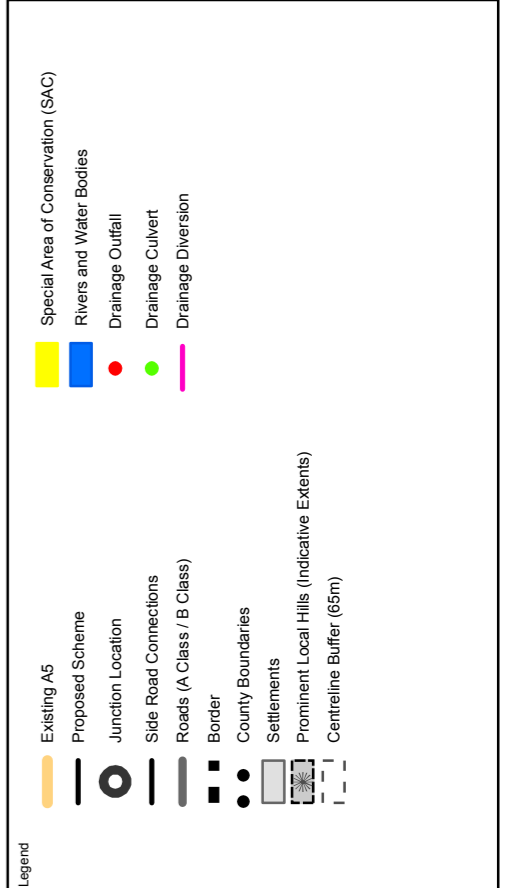 Legend
Existing A5
Proposed Scheme
Junction Location
Side Road Connections
Roads (A Class / B Class)
Border
County Boundaries
Settlements
Prominent Local Hills (Indicative Extents)
Centreline Buffer (65m)
Special Area of Conservation (SAC)
Rivers and Water Bodies
Drainage Outfall
Drainage Culvert
Drainage Diversion